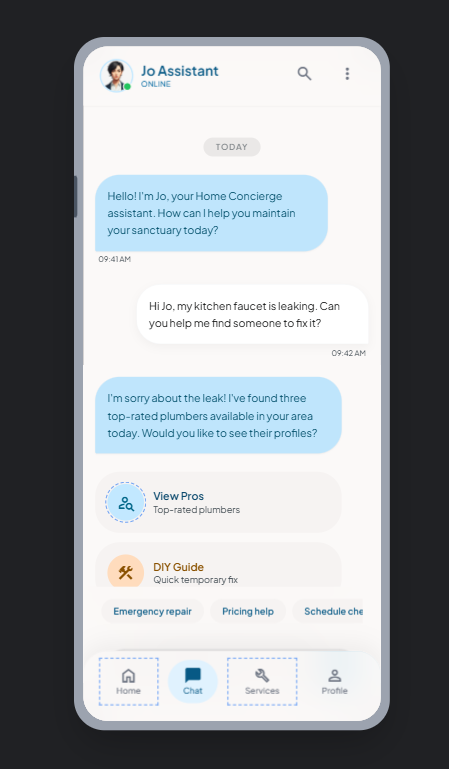 Jo Assistant
ONLINE
TODAY
Hello! I'm Jo, your Home Concierge
assistant. How can I help you maintain
your sanctuary today?
09:41 AM
Hi Jo, my kitchen faucet is leaking. Can
you help me find someone to fix it?
09:42 AM
I'm sorry about the leak! I've found three
top-rated plumbers available in your area
today. Would you like to see their profiles?
View Pros
Top-rated plumbers
DIY Guide
Quick temporary fix
Emergency repair Pricing help Schedule che
Home Chat Services Profile